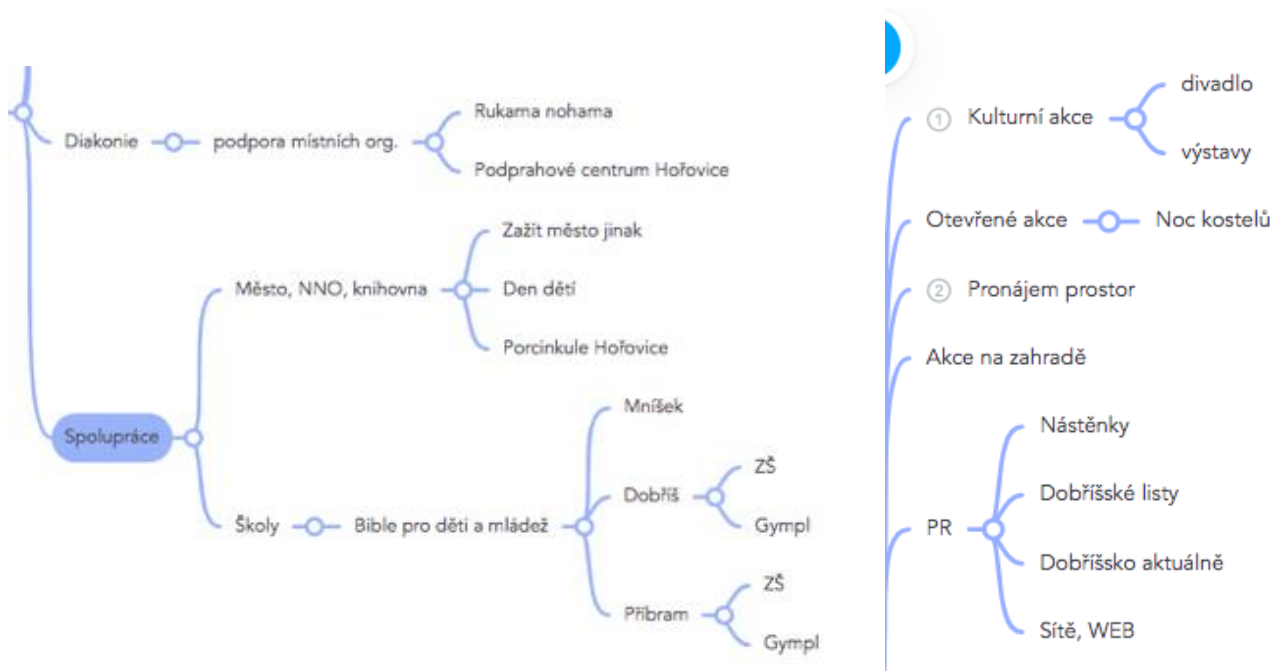 Diakonie
podpora místních org.
Rukama nohama
Podprahové centrum Hořovice
Spolupráce
Město, NNO, knihovna
Zažít město jinak
Den dětí
Porcinkule Hořovice
Školy
Bible pro děti a mládež
Mníšek
Dobříš
ZŠ
Gympl
Příbram
ZŠ
Gympl
1 Kulturní akce
divadlo
výstavy
Otevřené akce
Noc kostelů
2 Pronájem prostor
Akce na zahradě
PR
Nástěnky
Dobříšské listy
Dobříšsko aktuálně
Sítě, WEB